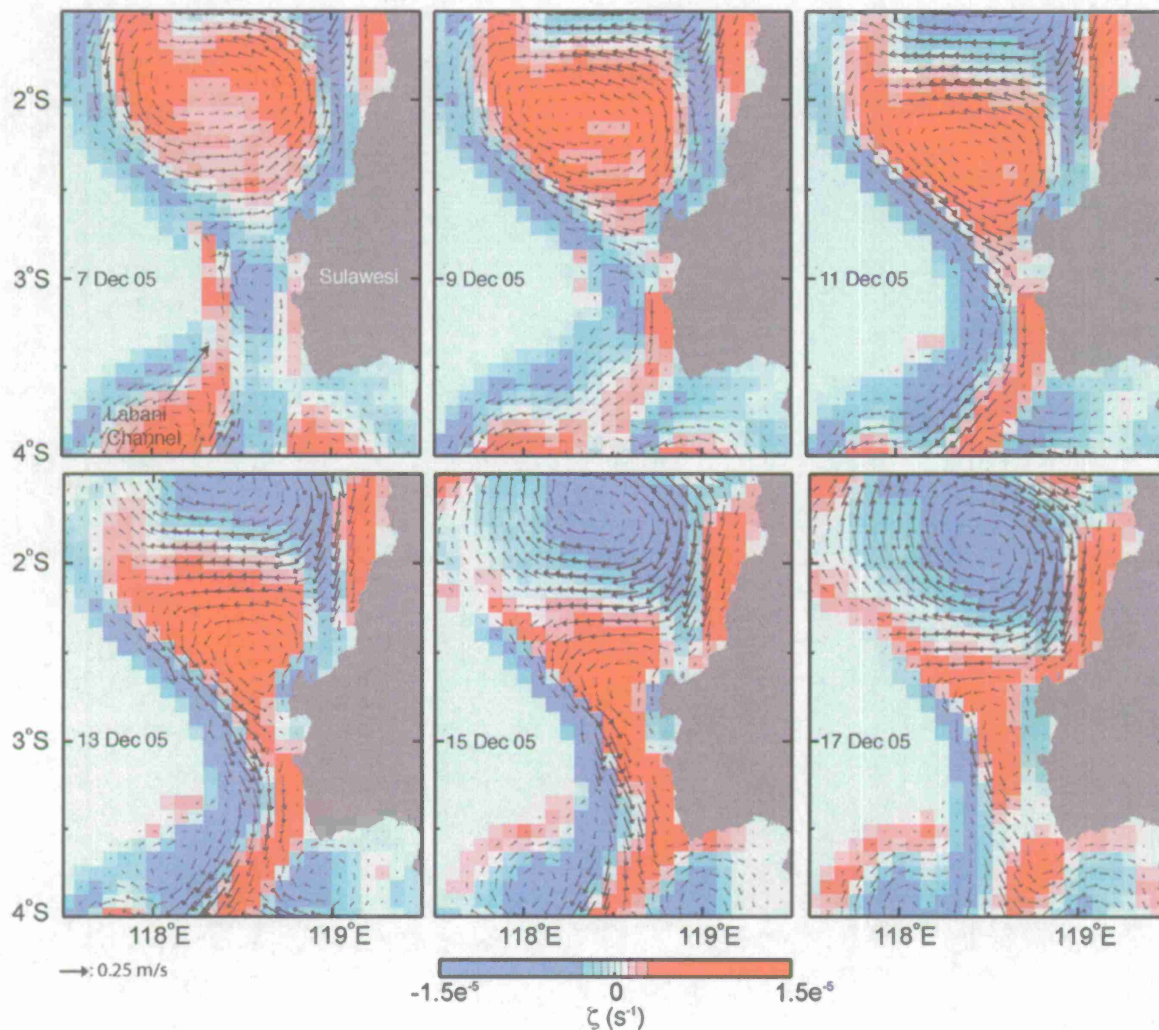 2°S
3°S
4°S
7 Dec 05
Sulawesi
Labani
Channel
9 Dec 05
11 Dec 05
2°S
3°S
4°S
13 Dec 05
15 Dec 05
17 Dec 05
118°E
119°E
118°E
119°E
118°E
119°E
: 0.25 m/s
-1.5e⁻⁵
0
1.5e⁻⁵
ζ (s⁻¹)